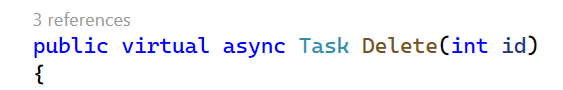 3 references
public virtual async Task Delete(int id)
{